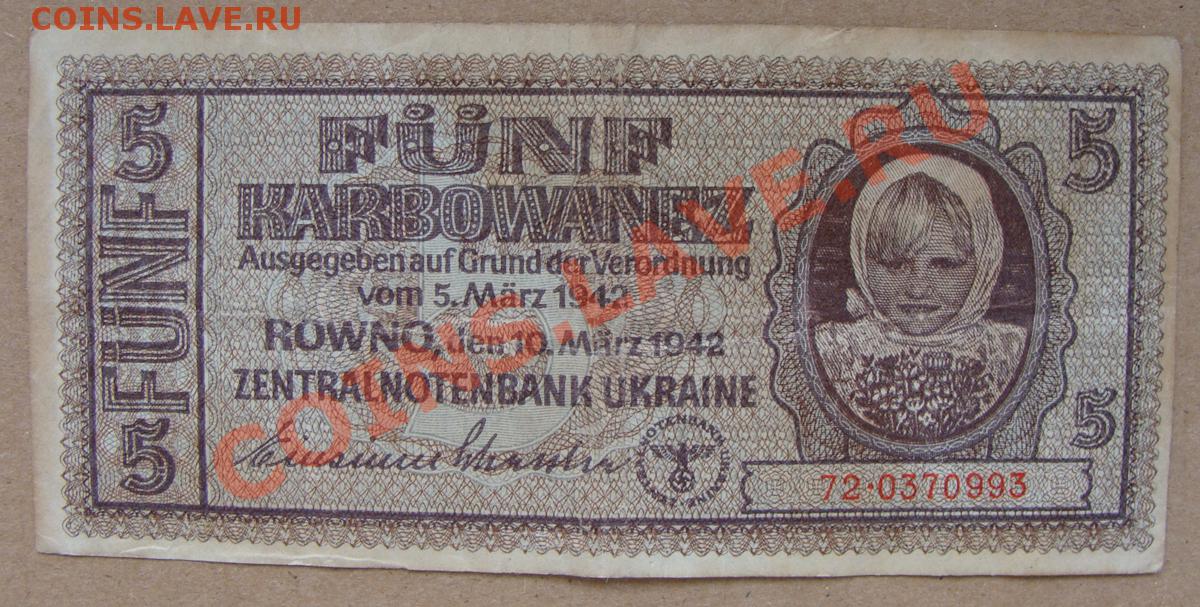 COINS.LAVE.RU
5 FÜNF 5
FÜNF
KARBOWANEZ
Ausgegeben auf Grund der Verordnung
vom 5. März 1942
ROWNO, den 10. März 1942
ZENTRALNOTENBANK UKRAINE
5
5
72·0370993
COINS.LAVE.RU